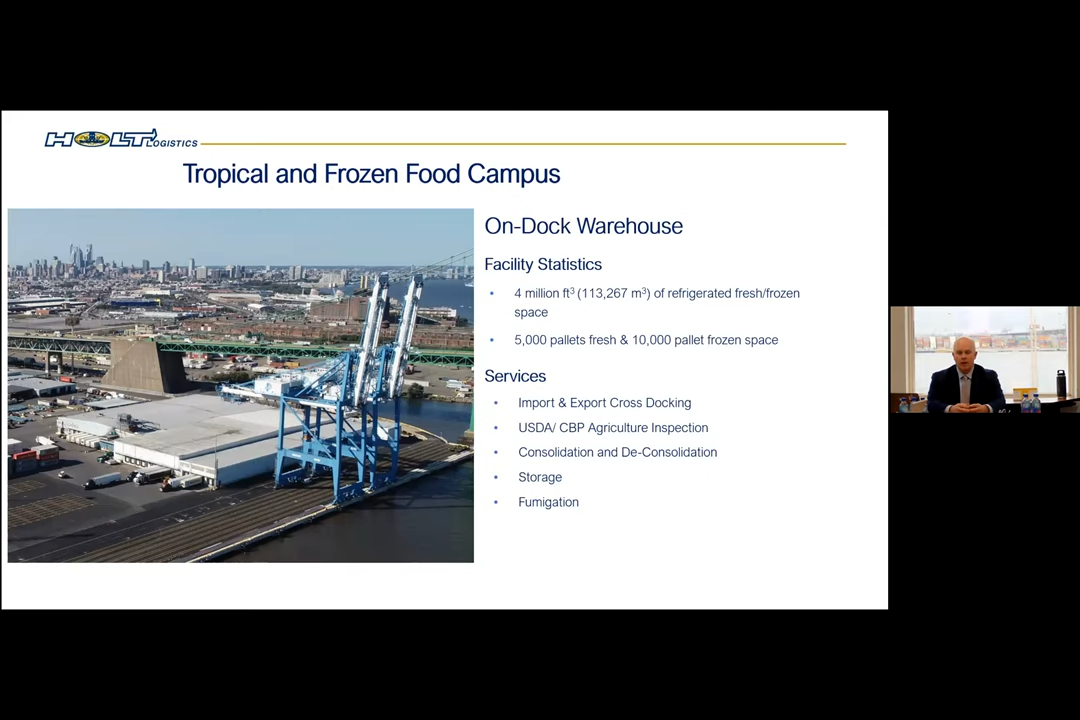 HOLT LOGISTICS
Tropical and Frozen Food Campus
On-Dock Warehouse
Facility Statistics
• 4 million ft³ (113,267 m³) of refrigerated fresh/frozen
space
• 5,000 pallets fresh & 10,000 pallet frozen space
Services
• Import & Export Cross Docking
• USDA/ CBP Agriculture Inspection
• Consolidation and De-Consolidation
• Storage
• Fumigation